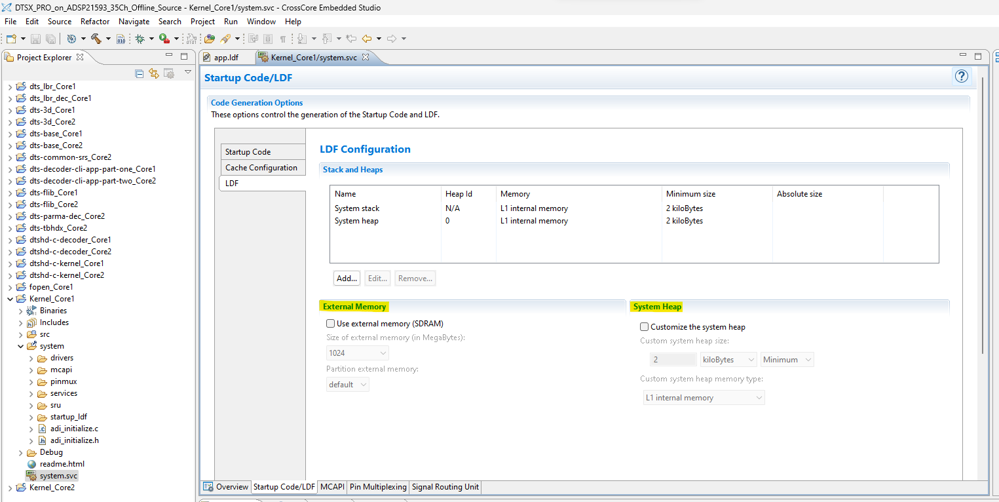 DTSX_PRO_on_ADSP21593_35Ch_Offline_Source - Kernel_Core1/system.svc - CrossCore Embedded Studio
File Edit Source Refactor Navigate Search Project Run Window Help
Project Explorer
dts_lbr_Core1
dts_lbr_dec_Core1
dts-3d_Core1
dts-3d_Core2
dts-base_Core1
dts-base_Core2
dts-common-srs_Core2
dts-decoder-cli-app-part-one_Core1
dts-decoder-cli-app-part-two_Core2
dts-flib_Core1
dts-flib_Core2
dts-parma-dec_Core2
dts-tbhdx_Core2
dtshd-c-decoder_Core1
dtshd-c-decoder_Core2
dtshd-c-kernel_Core1
dtshd-c-kernel_Core2
fopen_Core1
Kernel_Core1
Binaries
Includes
src
system
drivers
mcapi
pinmux
services
sru
startup_ldf
adi_initialize.c
adi_initialize.h
Debug
readme.html
system.svc
Kernel_Core2
app.ldf Kernel_Core1/system.svc
Startup Code/LDF
Code Generation Options
These options control the generation of the Startup Code and LDF.
Startup Code
Cache Configuration
LDF
LDF Configuration
Stack and Heaps
Name Heap Id Memory Minimum size Absolute size
System stack N/A L1 internal memory 2 kiloBytes
System heap 0 L1 internal memory 2 kiloBytes
Add... Edit... Remove...
External Memory
Use external memory (SDRAM)
Size of external memory (in MegaBytes):
1024
Partition external memory:
default
System Heap
Customize the system heap
Custom system heap size:
2 kiloBytes Minimum
Custom system heap memory type:
L1 internal memory
Overview Startup Code/LDF MCAPI Pin Multiplexing Signal Routing Unit